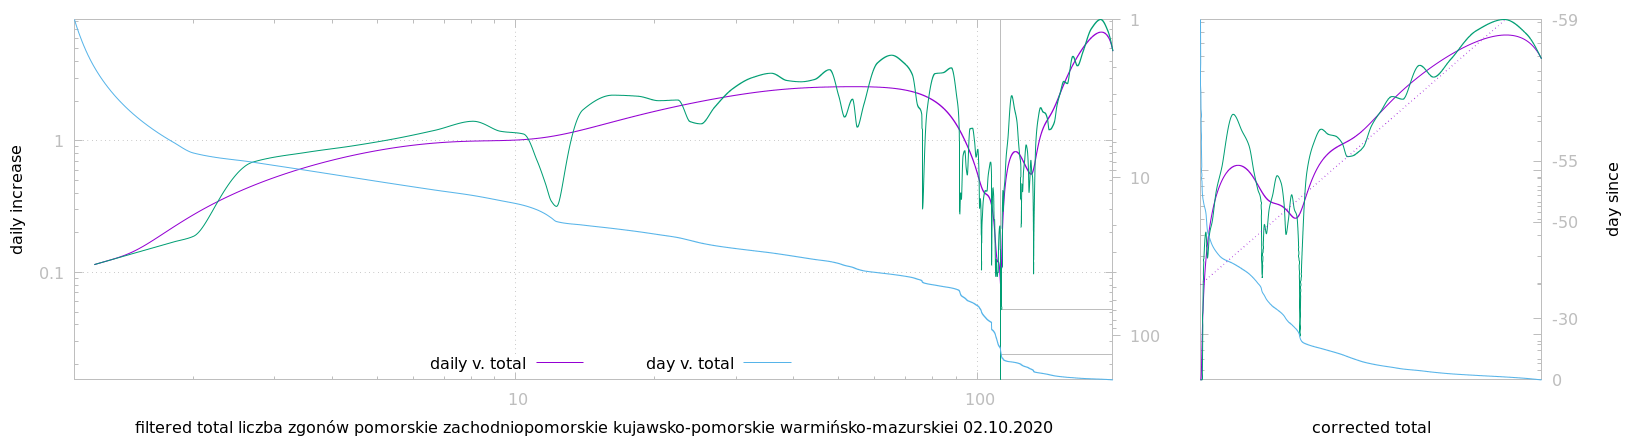 daily increase
1
0.1
10
100
1
10
100
daily v. total
day v. total
filtered total liczba zgonów pomorskie zachodniopomorskie kujawsko-pomorskie warmińsko-mazurskiei 02.10.2020
-59
-55
-50
-30
0
day since
corrected total